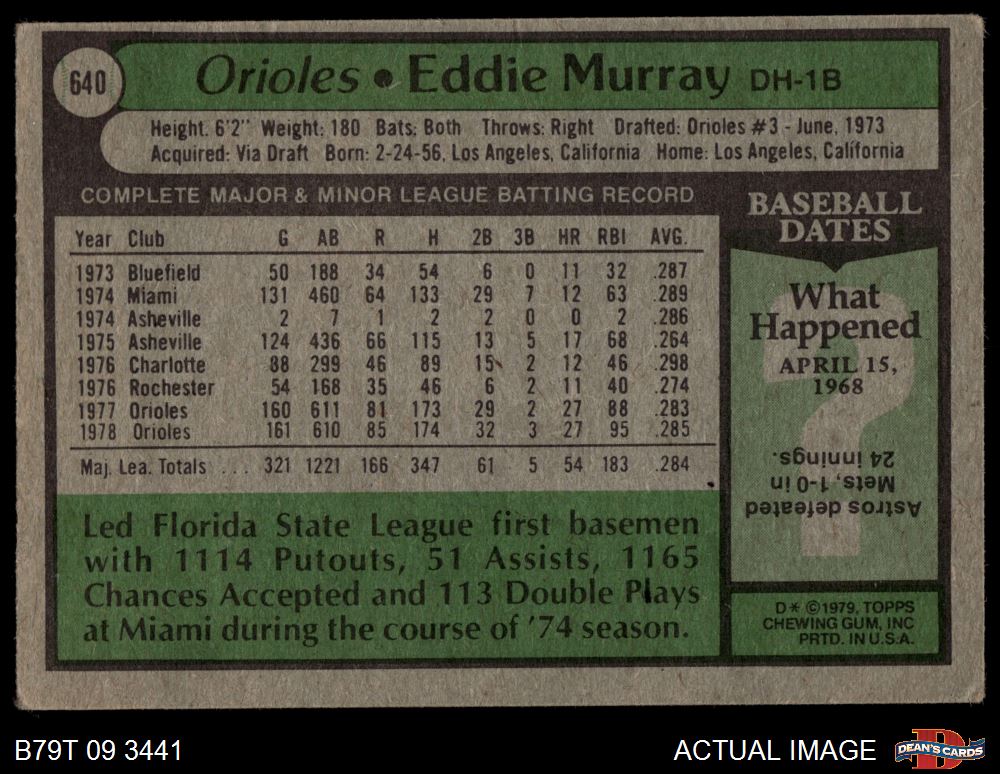 640
Orioles • Eddie Murray DH-1B
Height. 6'2" Weight: 180 Bats: Both Throws: Right Drafted: Orioles #3 - June, 1973
Acquired: Via Draft Born: 2-24-56, Los Angeles, California Home: Los Angeles, California
COMPLETE MAJOR & MINOR LEAGUE BATTING RECORD
Year Club G AB R H 2B 3B HR RBI AVG.
1973 Bluefield 50 188 34 54 6 0 11 32 .287
1974 Miami 131 460 64 133 29 7 12 63 .289
1974 Asheville 2 7 1 2 2 0 0 2 .286
1975 Asheville 124 436 66 115 13 5 17 68 .264
1976 Charlotte 88 299 46 89 15 2 12 46 .298
1976 Rochester 54 168 35 46 6 2 11 40 .274
1977 Orioles 160 611 81 173 29 2 27 88 .283
1978 Orioles 161 610 85 174 32 3 27 95 .285
Maj. Lea. Totals ... 321 1221 166 347 61 5 54 183 .284
Led Florida State League first basemen
with 1114 Putouts, 51 Assists, 1165
Chances Accepted and 113 Double Plays
at Miami during the course of '74 season.
BASEBALL
DATES
What
Happened
APRIL 15,
1968
?
Astros defeated
Mets, 1-0 in
24 innings.
D* ©1979, TOPPS
CHEWING GUM, INC
PRTD. IN U.S.A.
B79T 09 3441
ACTUAL IMAGE
D
DEAN'S CARDS